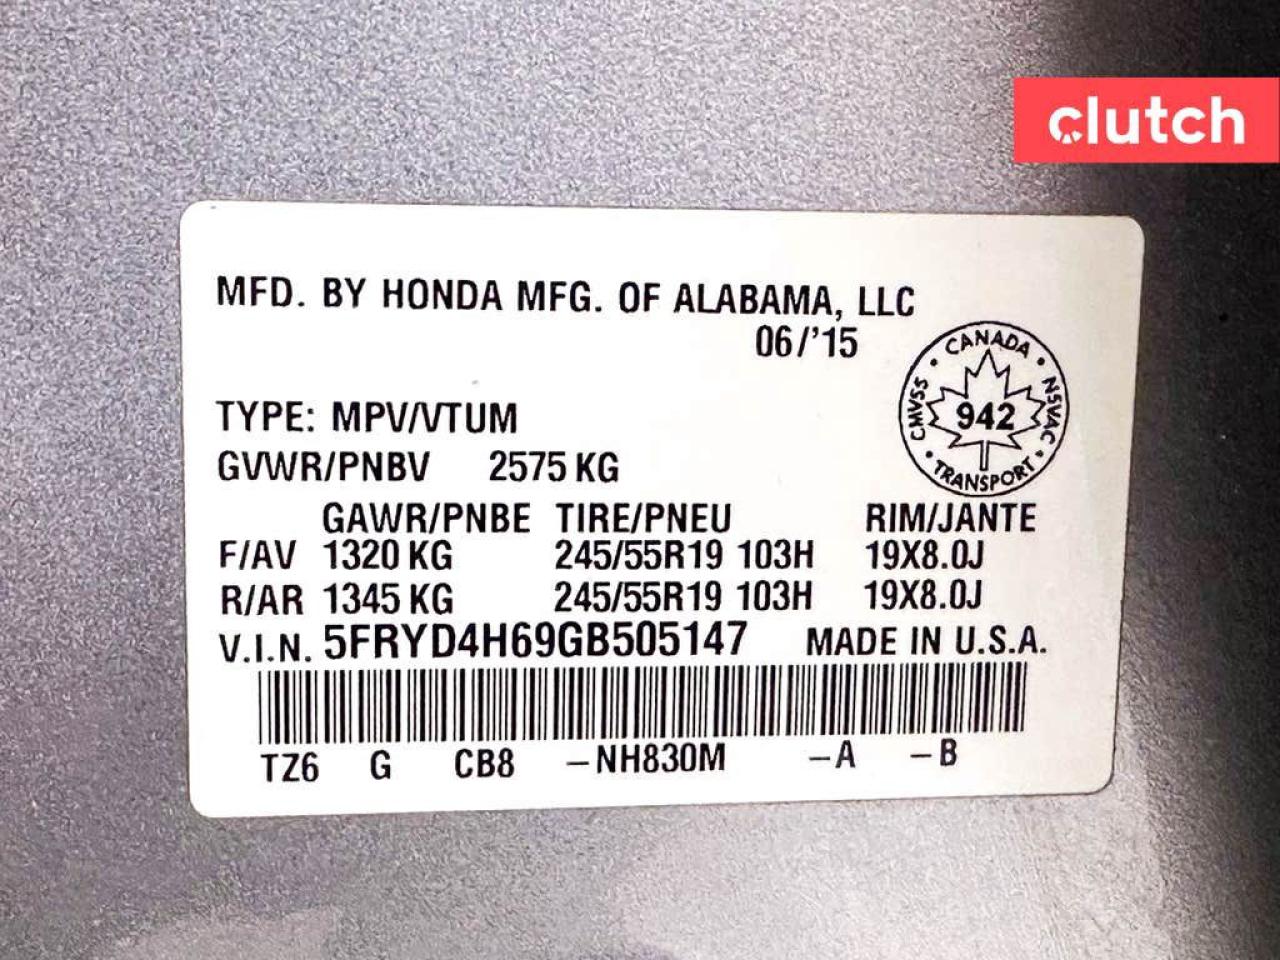 clutch
MFD. BY HONDA MFG. OF ALABAMA, LLC
06/'15
CANADA
CMVSS 942 NSVAC
TRANSPORT
TYPE: MPV/VTUM
GVWR/PNBV 2575 KG
GAWR/PNBE TIRE/PNEU RIM/JANTE
F/AV 1320 KG 245/55R19 103H 19X8.0J
R/AR 1345 KG 245/55R19 103H 19X8.0J
V.I.N. 5FRYD4H69GB505147 MADE IN U.S.A.
TZ6 G CB8 -NH830M -A -B